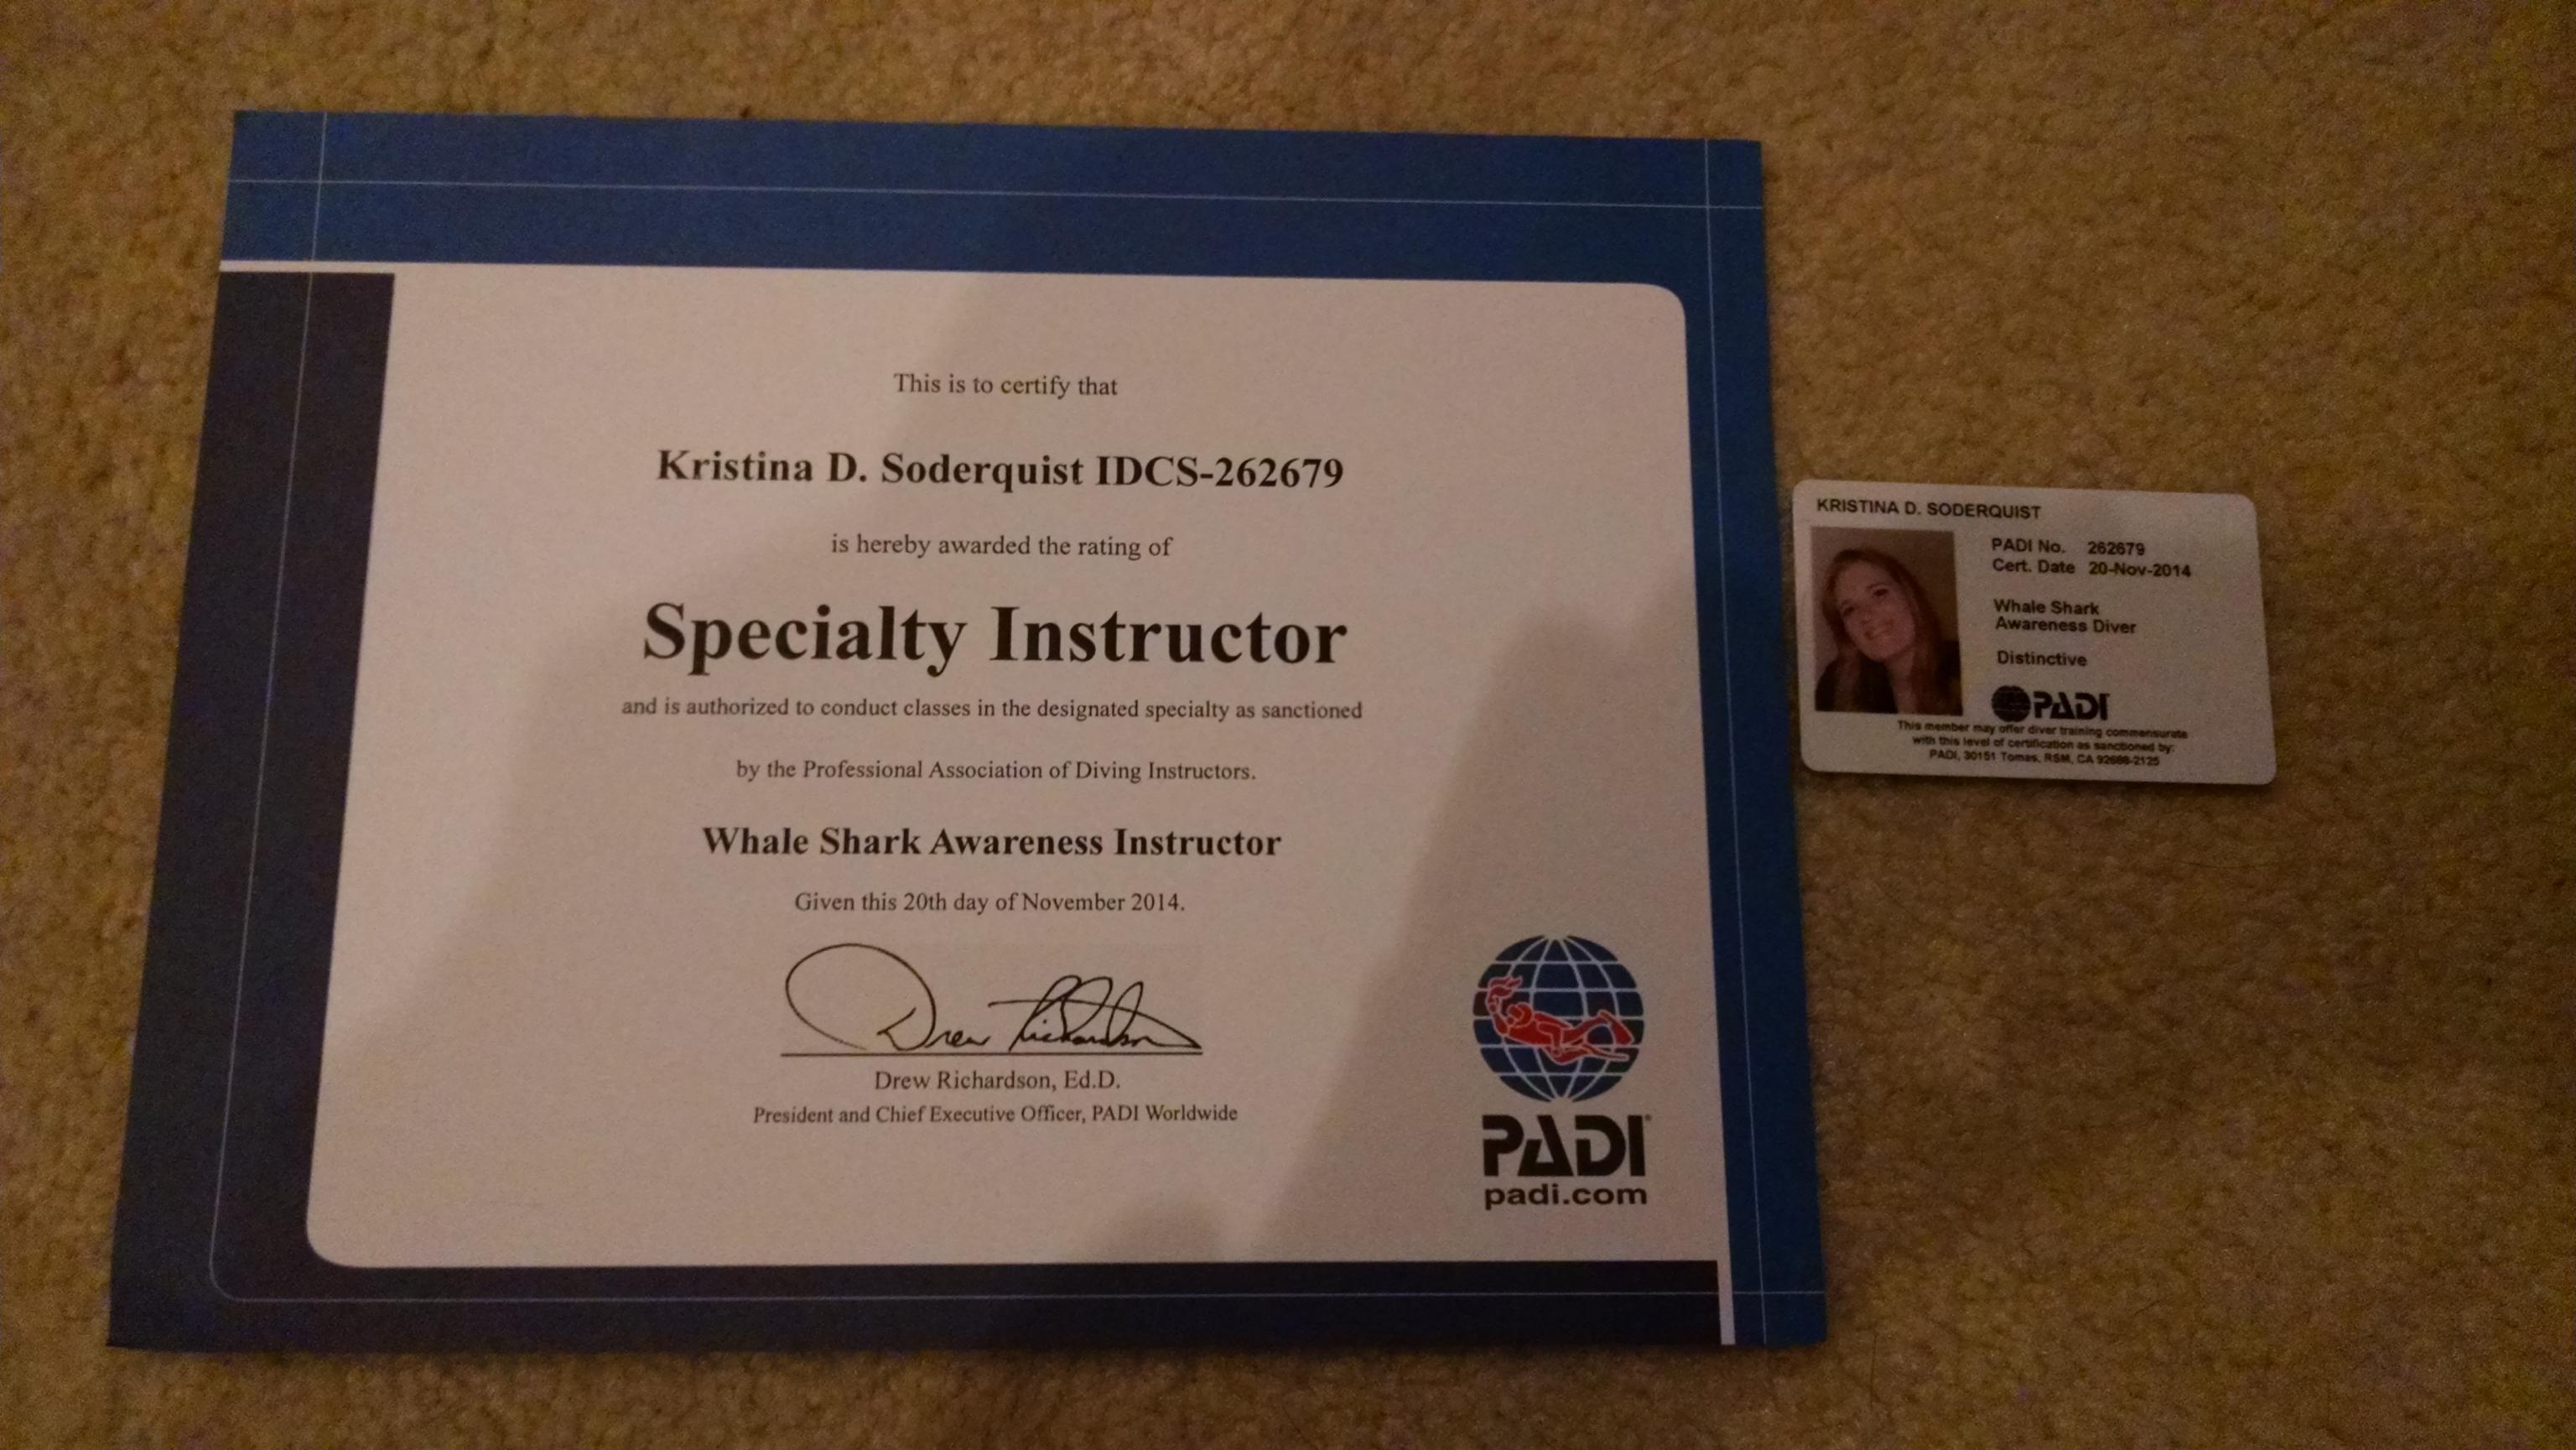 This is to certify that
Kristina D. Soderquist IDCS-262679
is hereby awarded the rating of
Specialty Instructor
and is authorized to conduct classes in the designated specialty as sanctioned
by the Professional Association of Diving Instructors.
Whale Shark Awareness Instructor
Given this 20th day of November 2014.
Drew Richardson
Drew Richardson, Ed.D.
President and Chief Executive Officer, PADI Worldwide
PADI®
padi.com
KRISTINA D. SODERQUIST
PADI No. 262679
Cert. Date 20-Nov-2014
Whale Shark
Awareness Diver
Distinctive
PADI
This member may offer diver training commensurate
with this level of certification as sanctioned by:
PADI, 30151 Tomas, RSM, CA 92688-2125